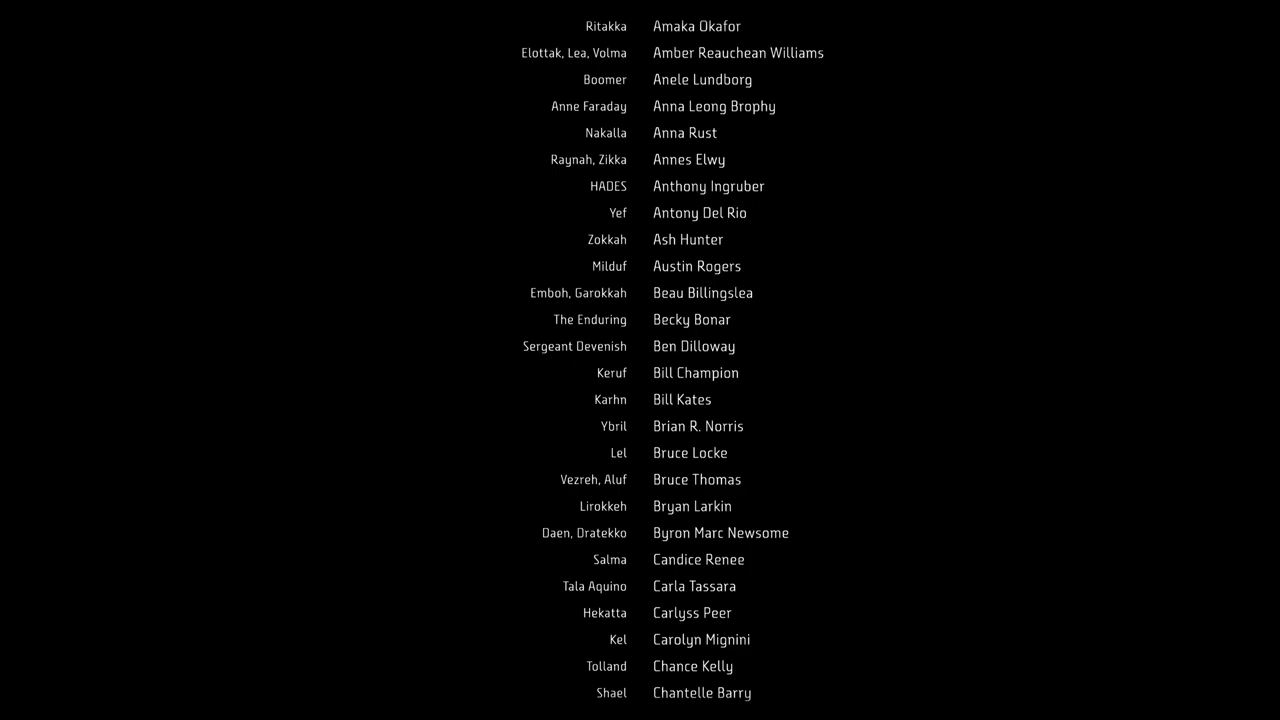 Ritakka Amaka Okafor
Elottak, Lea, Volma Amber Reauchean Williams
Boomer Anele Lundborg
Anne Faraday Anna Leong Brophy
Nakalla Anna Rust
Raynah, Zikka Annes Elwy
HADES Anthony Ingruber
Yef Antony Del Rio
Zokkah Ash Hunter
Milduf Austin Rogers
Emboh, Garokkah Beau Billingslea
The Enduring Becky Bonar
Sergeant Devenish Ben Dilloway
Keruf Bill Champion
Karhn Bill Kates
Ybril Brian R. Norris
Lel Bruce Locke
Vezreh, Aluf Bruce Thomas
Lirokkeh Bryan Larkin
Daen, Dratekko Byron Marc Newsome
Salma Candice Renee
Tala Aquino Carla Tassara
Hekatta Carlyss Peer
Kel Carolyn Mignini
Tolland Chance Kelly
Shael Chantelle Barry